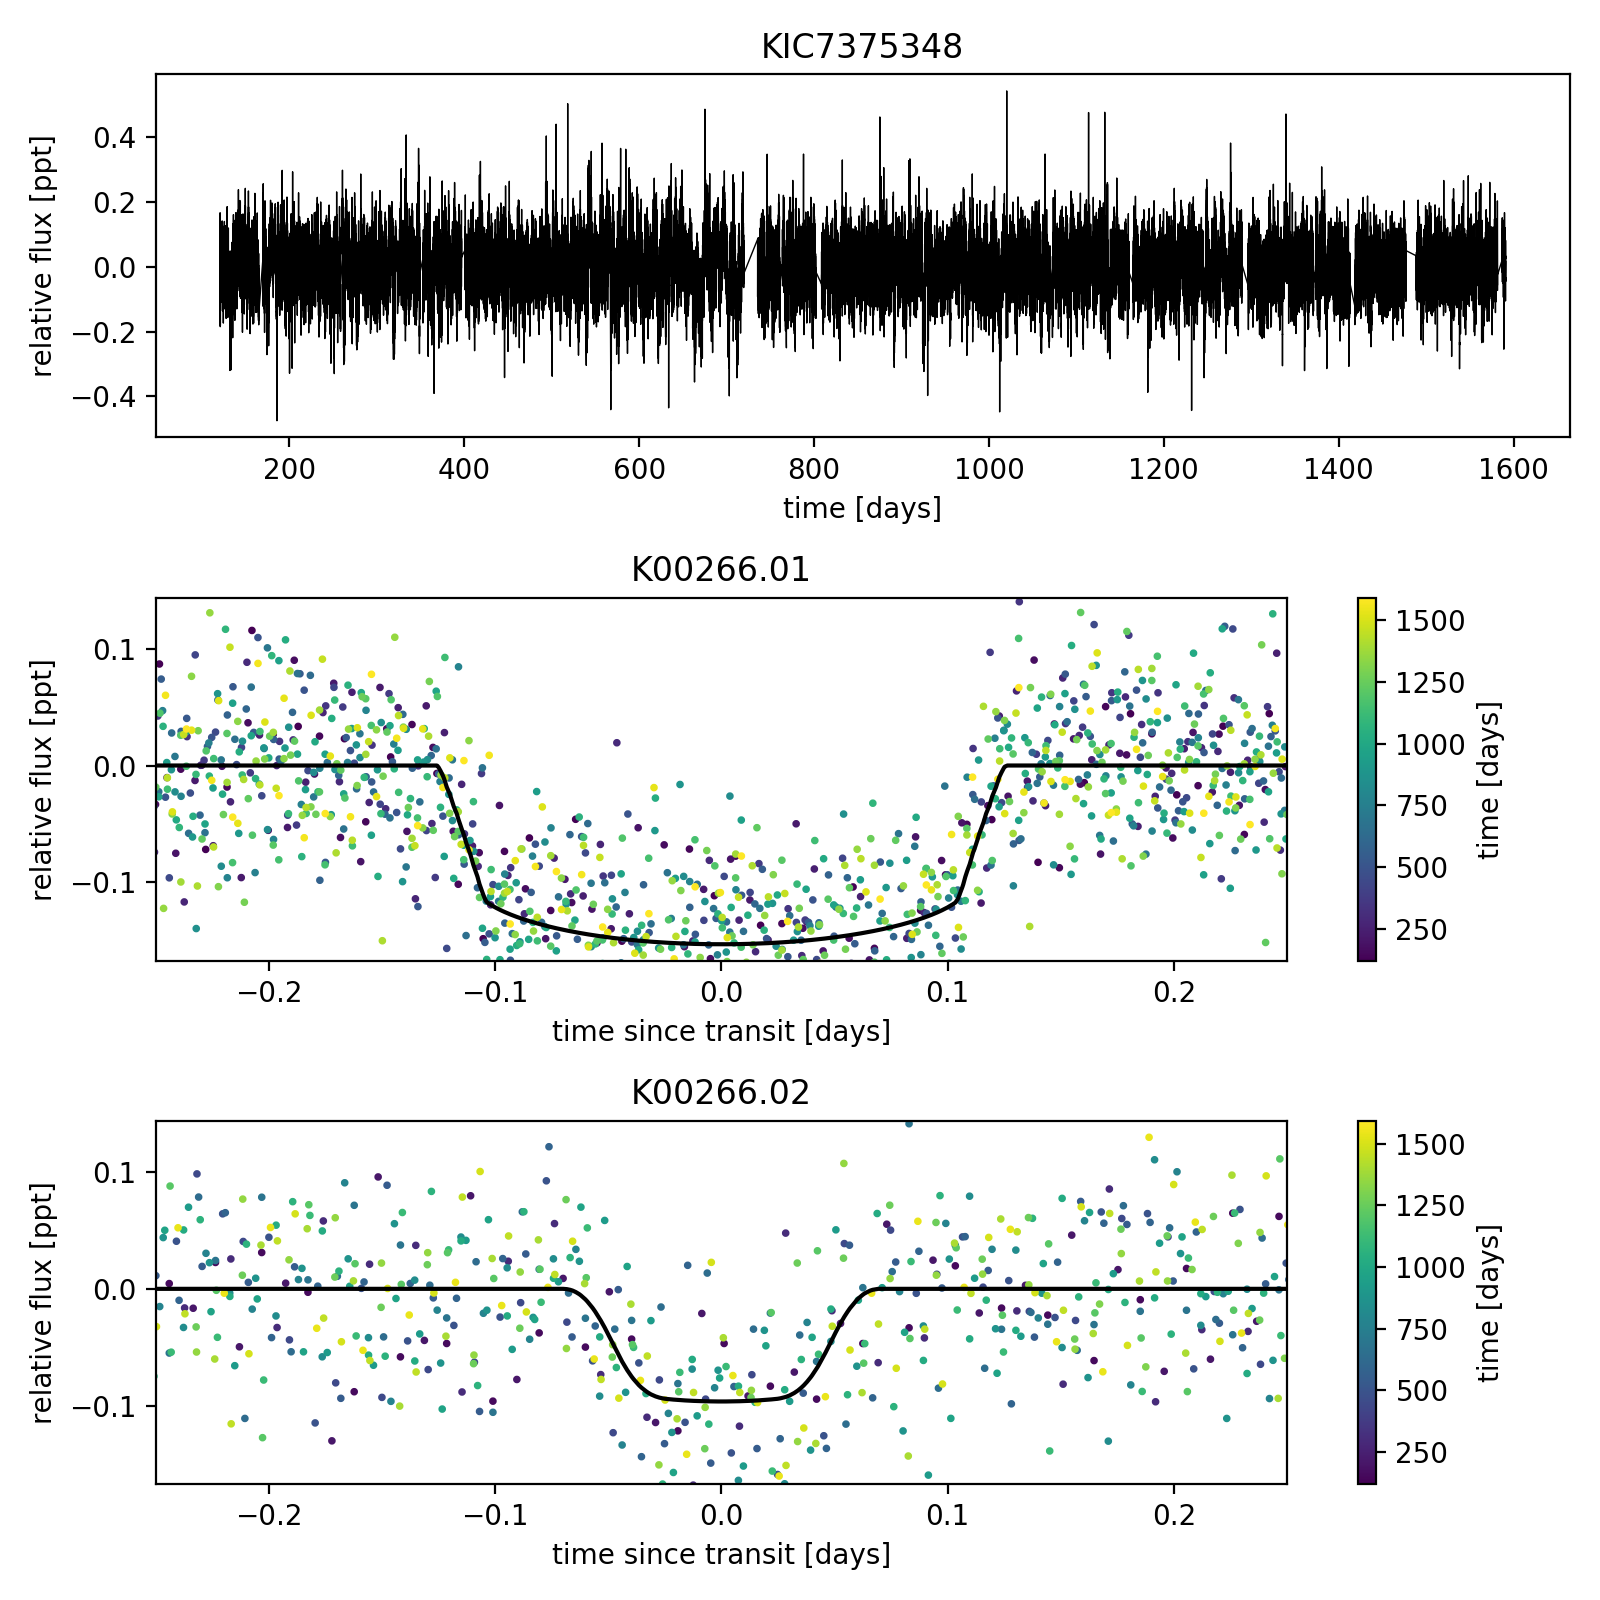 KIC7375348
relative flux [ppt]
0.4
0.2
0.0
−0.2
−0.4
200 400 600 800 1000 1200 1400 1600
time [days]
K00266.01
relative flux [ppt]
0.1
0.0
−0.1
−0.2 −0.1 0.0 0.1 0.2
time since transit [days]
1500
1250
1000
750
500
250
time [days]
K00266.02
relative flux [ppt]
0.1
0.0
−0.1
−0.2 −0.1 0.0 0.1 0.2
time since transit [days]
1500
1250
1000
750
500
250
time [days]